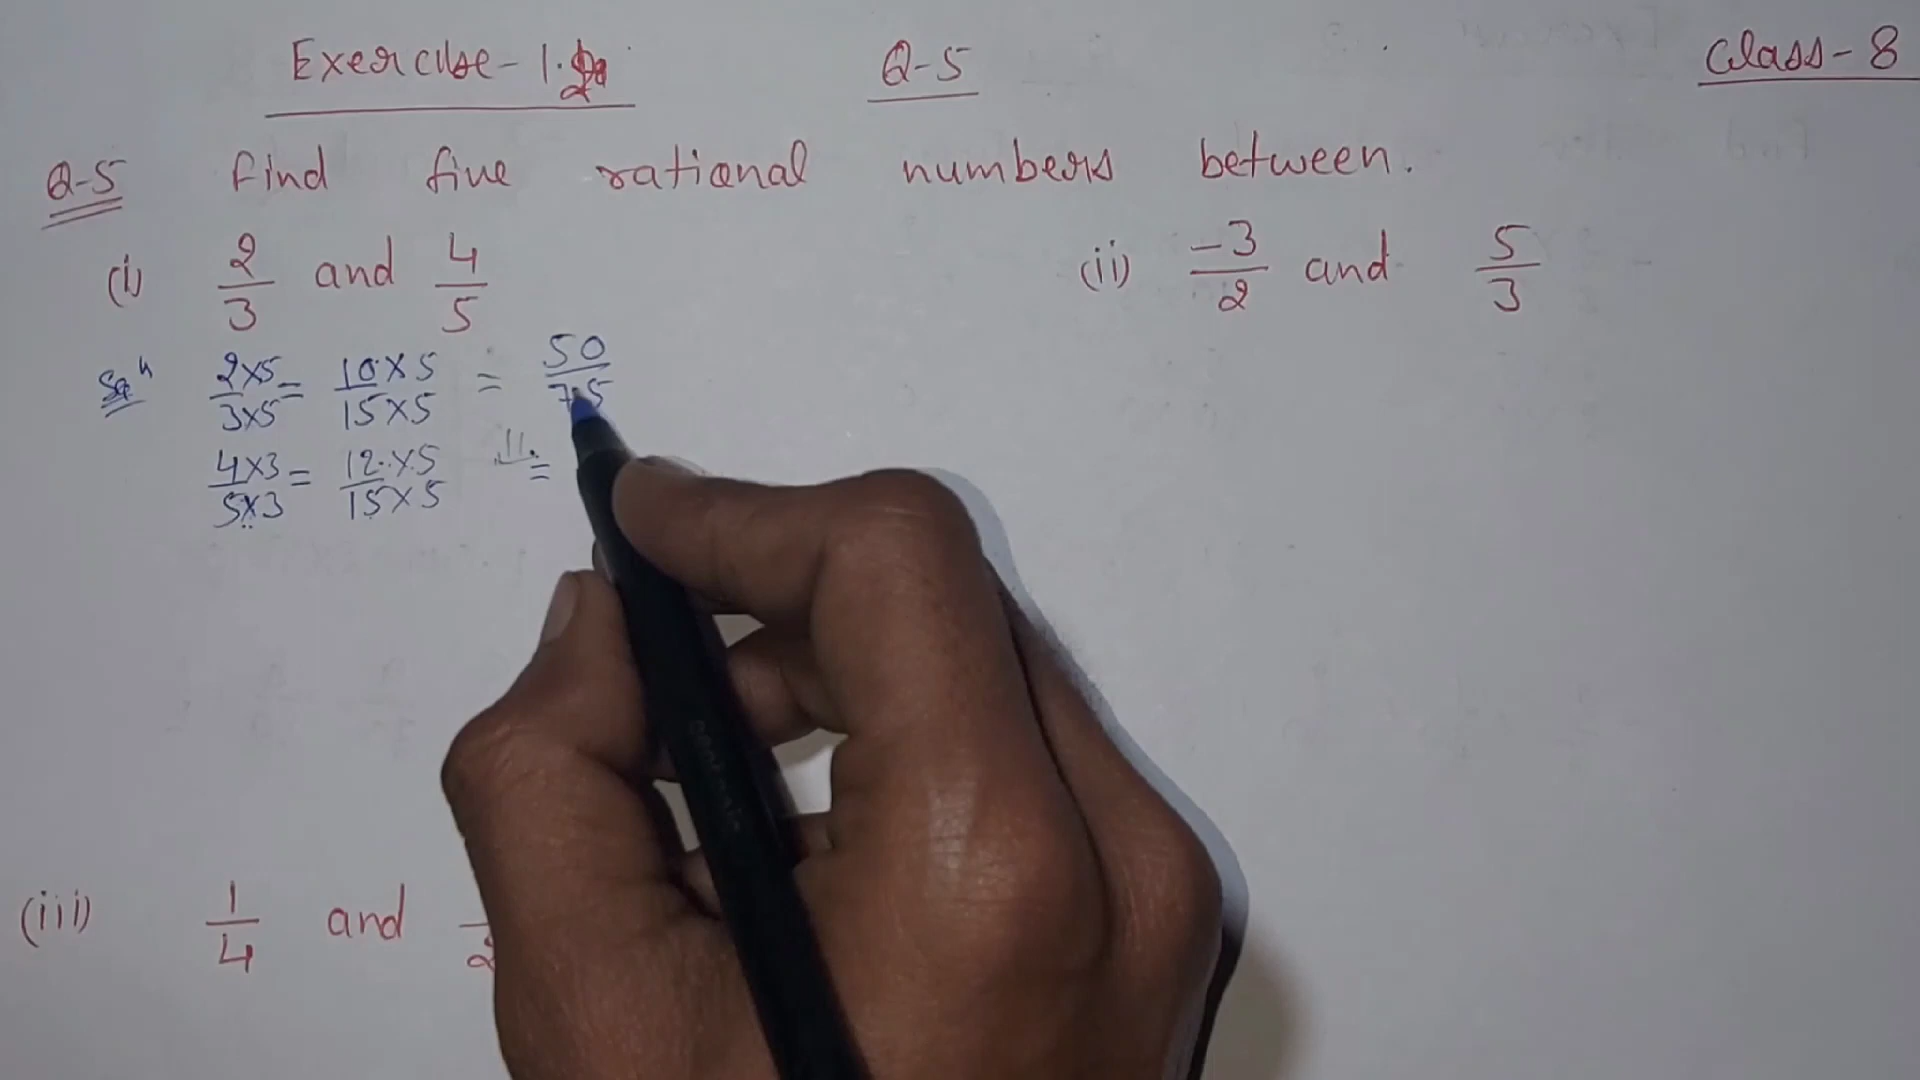 Exercise - 1.2 Q-5 Class - 8
Q-5 Find five rational numbers between.
(i) 2/3 and 4/5 (ii) -3/2 and 5/3
Solⁿ 2×5/3×5 = 10×5/15×5 = 50/75
4×3/5×3 = 12×5/15×5 =
(iii) 1/4 and